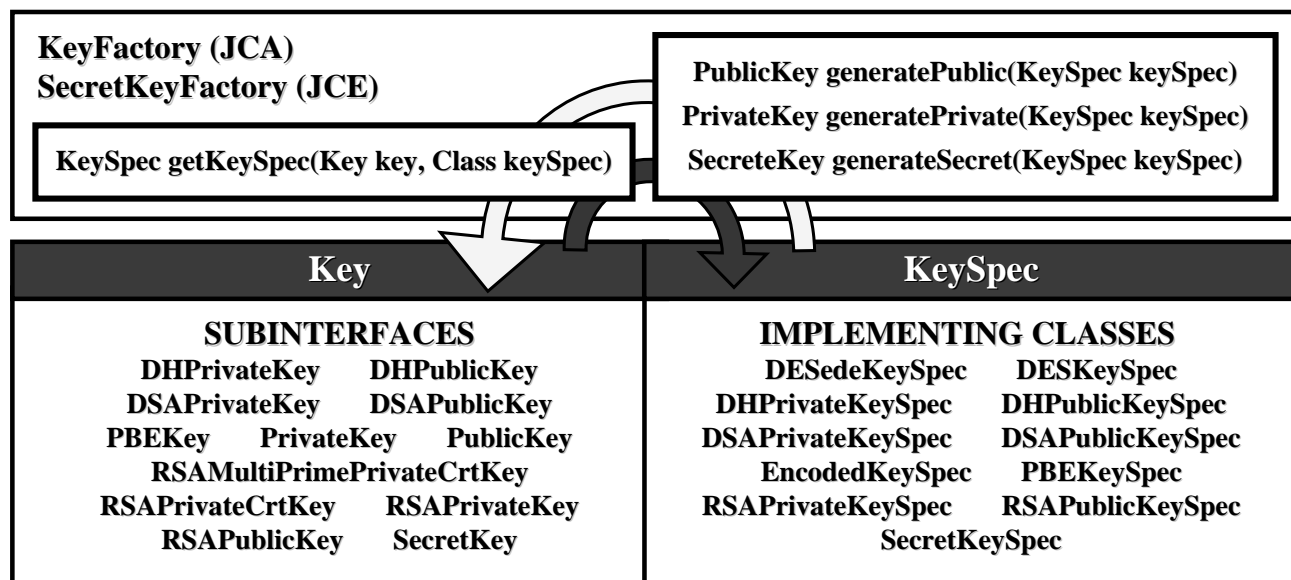 KeyFactory (JCA)
SecretKeyFactory (JCE)
KeySpec getKeySpec(Key key, Class keySpec)
PublicKey generatePublic(KeySpec keySpec)
PrivateKey generatePrivate(KeySpec keySpec)
SecreteKey generateSecret(KeySpec keySpec)
Key
SUBINTERFACES
DHPrivateKey DHPublicKey
DSAPrivateKey DSAPublicKey
PBEKey PrivateKey PublicKey
RSAMultiPrimePrivateCrtKey
RSAPrivateCrtKey RSAPrivateKey
RSAPublicKey SecretKey
KeySpec
IMPLEMENTING CLASSES
DESedeKeySpec DESKeySpec
DHPrivateKeySpec DHPublicKeySpec
DSAPrivateKeySpec DSAPublicKeySpec
EncodedKeySpec PBEKeySpec
RSAPrivateKeySpec RSAPublicKeySpec
SecretKeySpec